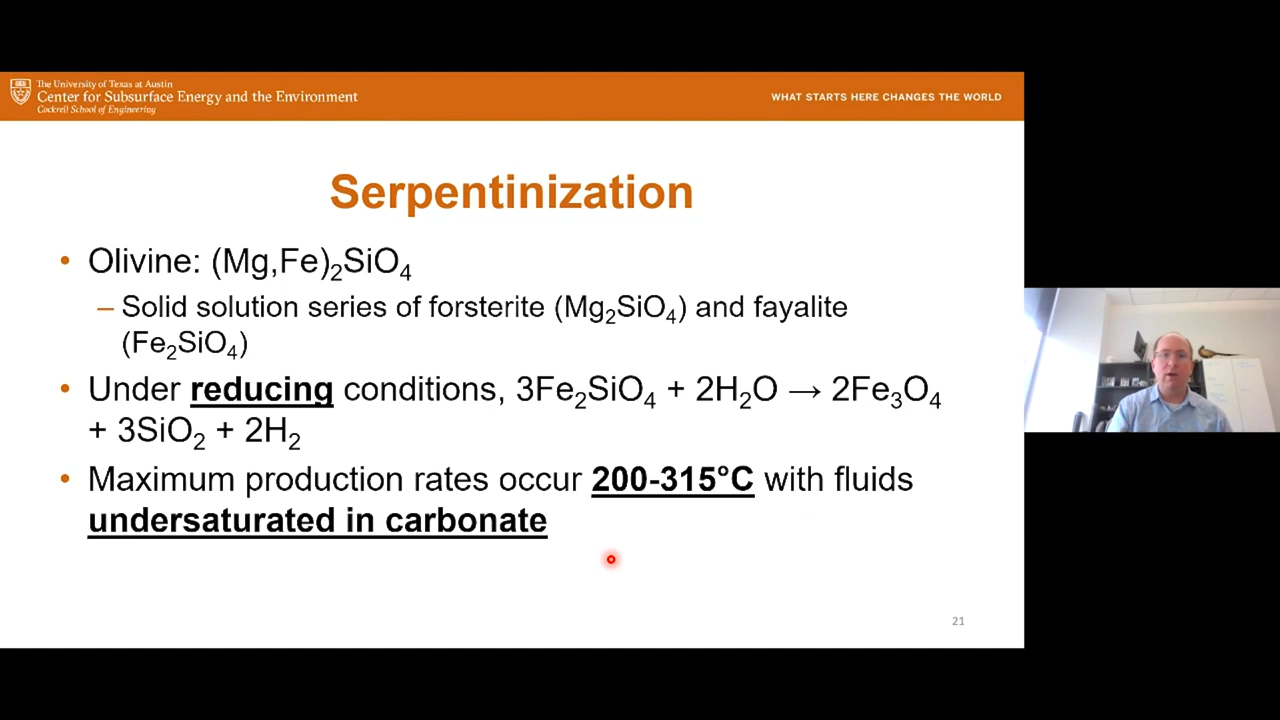 The University of Texas at Austin
Center for Subsurface Energy and the Environment
Cockrell School of Engineering
WHAT STARTS HERE CHANGES THE WORLD
Serpentinization
• Olivine: (Mg,Fe)₂SiO₄
– Solid solution series of forsterite (Mg₂SiO₄) and fayalite
(Fe₂SiO₄)
• Under reducing conditions, 3Fe₂SiO₄ + 2H₂O → 2Fe₃O₄
+ 3SiO₂ + 2H₂
• Maximum production rates occur 200-315°C with fluids
undersaturated in carbonate
21